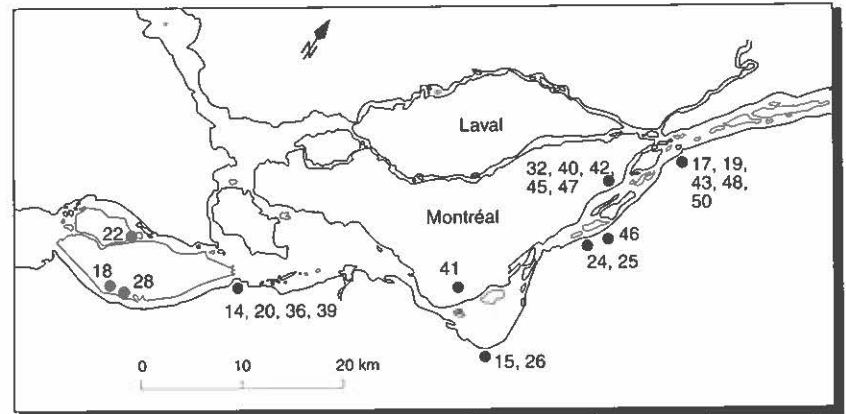 N
Laval
32, 40, 42,
45, 47
17, 19,
43, 48,
50
Montréal
22
46
24, 25
18
28
41
14, 20, 36, 39
15, 26
0 10 20 km